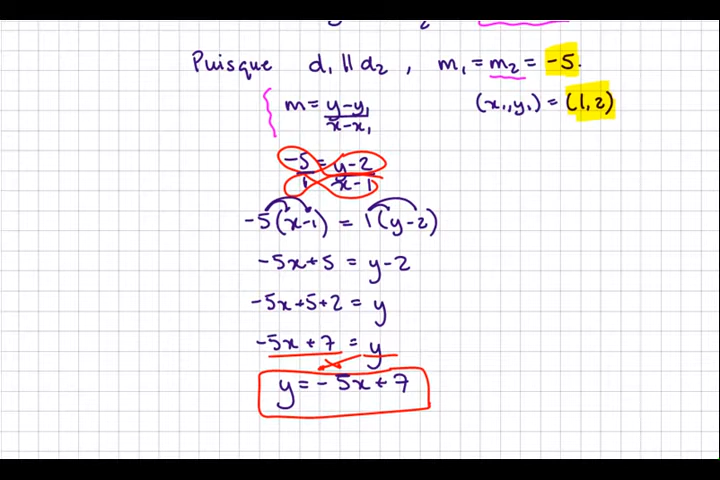 Puisque d₁ ∥ d₂ , m₁ = m₂ = -5.
m = y-y₁ / x-x₁
(x₁,y₁) = (1,2)
-5/1 = y-2 / x-1
-5(x-1) = 1(y-2)
-5x+5 = y-2
-5x+5+2 = y
-5x+7 = y
y = -5x+7